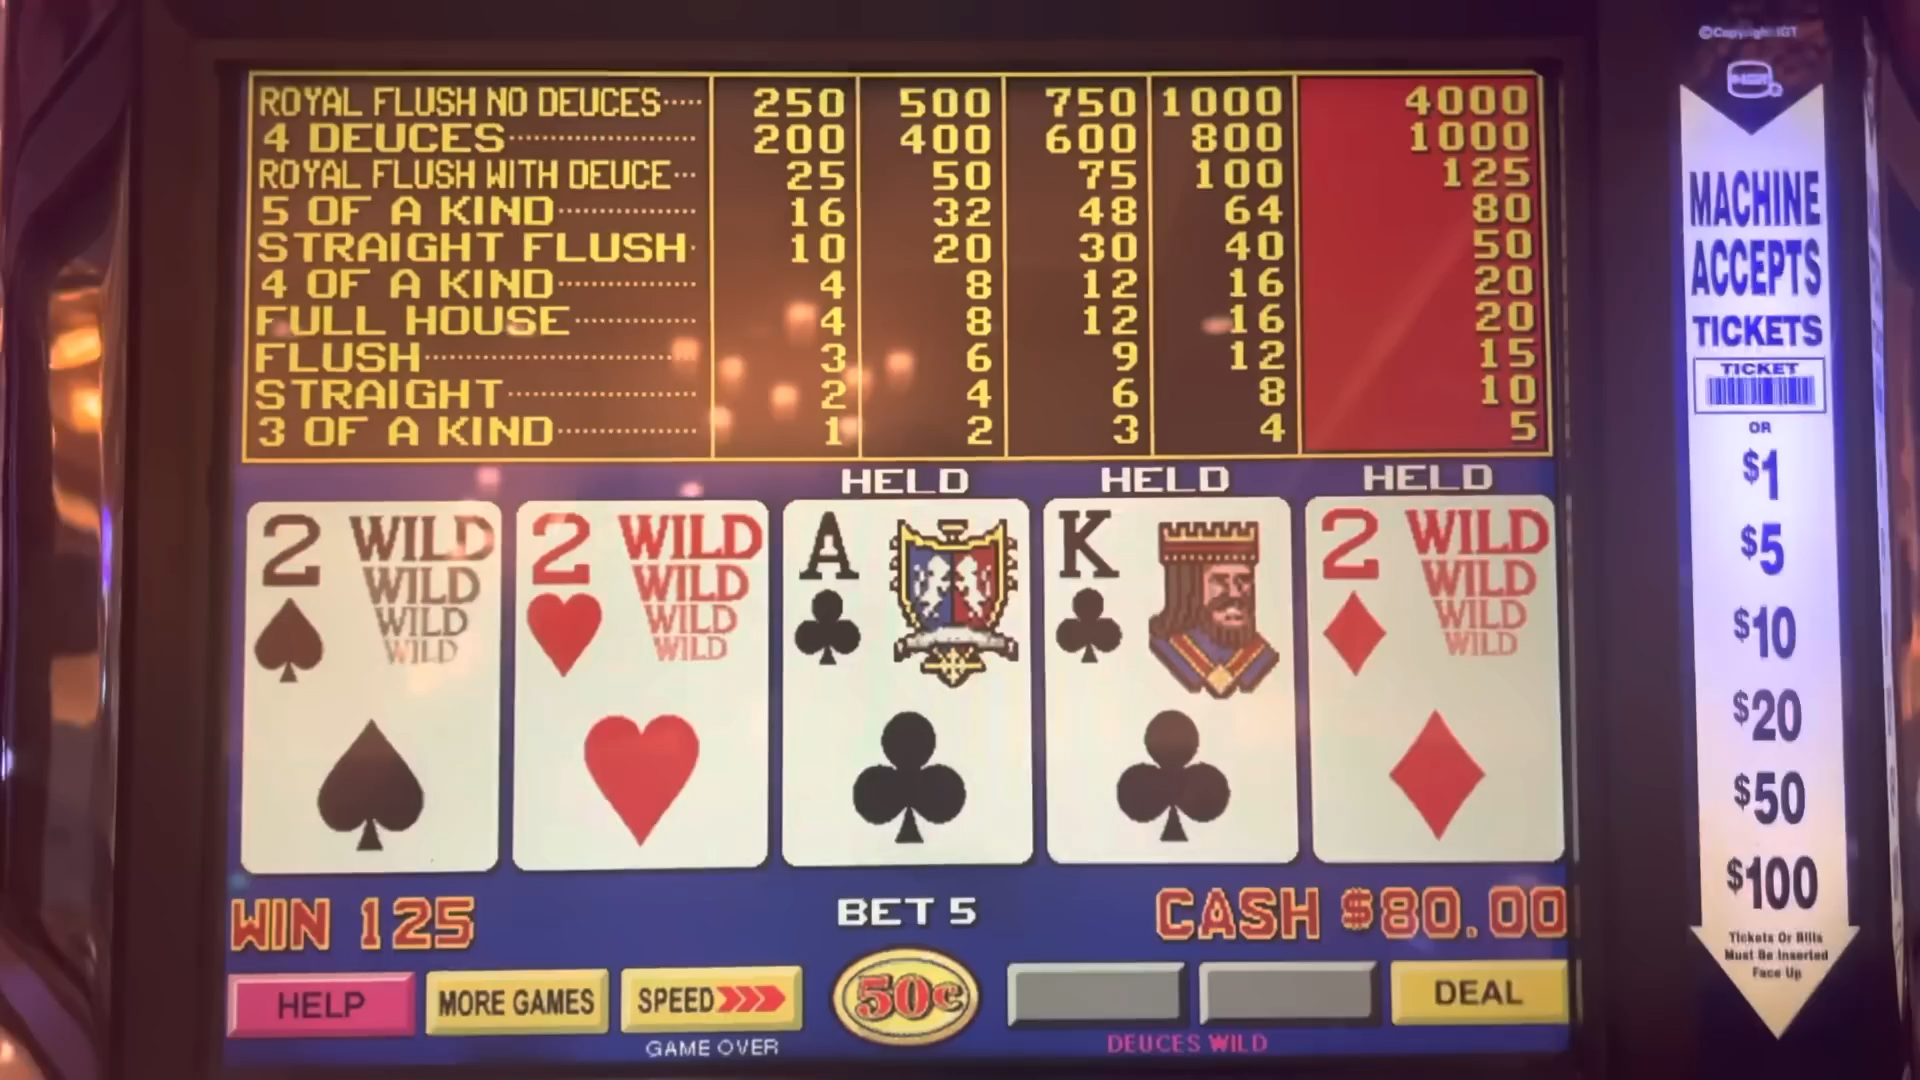 ©Copyright IGT
ROYAL FLUSH NO DEUCES 250 500 750 1000 4000
4 DEUCES 200 400 600 800 1000
ROYAL FLUSH WITH DEUCE 25 50 75 100 125
5 OF A KIND 16 32 48 64 80
STRAIGHT FLUSH 10 20 30 40 50
4 OF A KIND 4 8 12 16 20
FULL HOUSE 4 8 12 16 20
FLUSH 3 6 9 12 15
STRAIGHT 2 4 6 8 10
3 OF A KIND 1 2 3 4 5
HELD HELD HELD
2 WILD 2 WILD A K 2 WILD
WILD WILD WILD
WILD WILD WILD
WILD WILD WILD
WIN 125 BET 5 CASH $80.00
HELP MORE GAMES SPEED 50¢ DEAL
GAME OVER DEUCES WILD
MACHINE
ACCEPTS
TICKETS
TICKET
OR
$1
$5
$10
$20
$50
$100
Tickets Or Bills
Must Be Inserted
Face Up